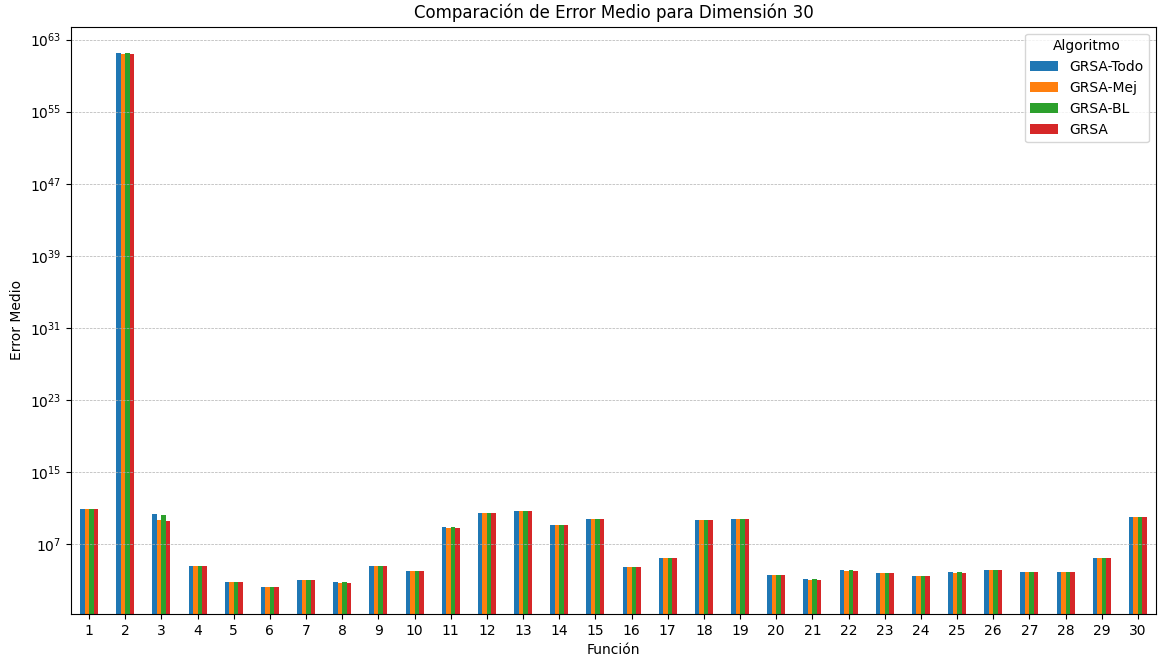 Comparación de Error Medio para Dimensión 30
Algoritmo
GRSA-Todo
GRSA-Mej
GRSA-BL
GRSA
Error Medio
10^63
10^55
10^47
10^39
10^31
10^23
10^15
10^7
1 2 3 4 5 6 7 8 9 10 11 12 13 14 15 16 17 18 19 20 21 22 23 24 25 26 27 28 29 30
Función